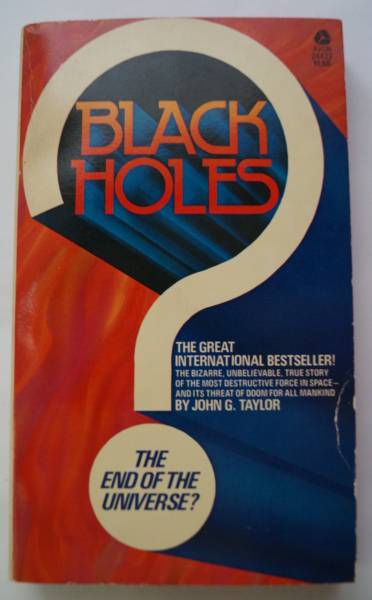 AVON
BLACK
HOLES
THE GREAT
INTERNATIONAL BESTSELLER!
THE BIZARRE, UNBELIEVABLE, TRUE STORY
OF THE MOST DESTRUCTIVE FORCE IN SPACE—
AND ITS THREAT OF DOOM FOR ALL MANKIND
BY JOHN G. TAYLOR
THE
END OF THE
UNIVERSE?